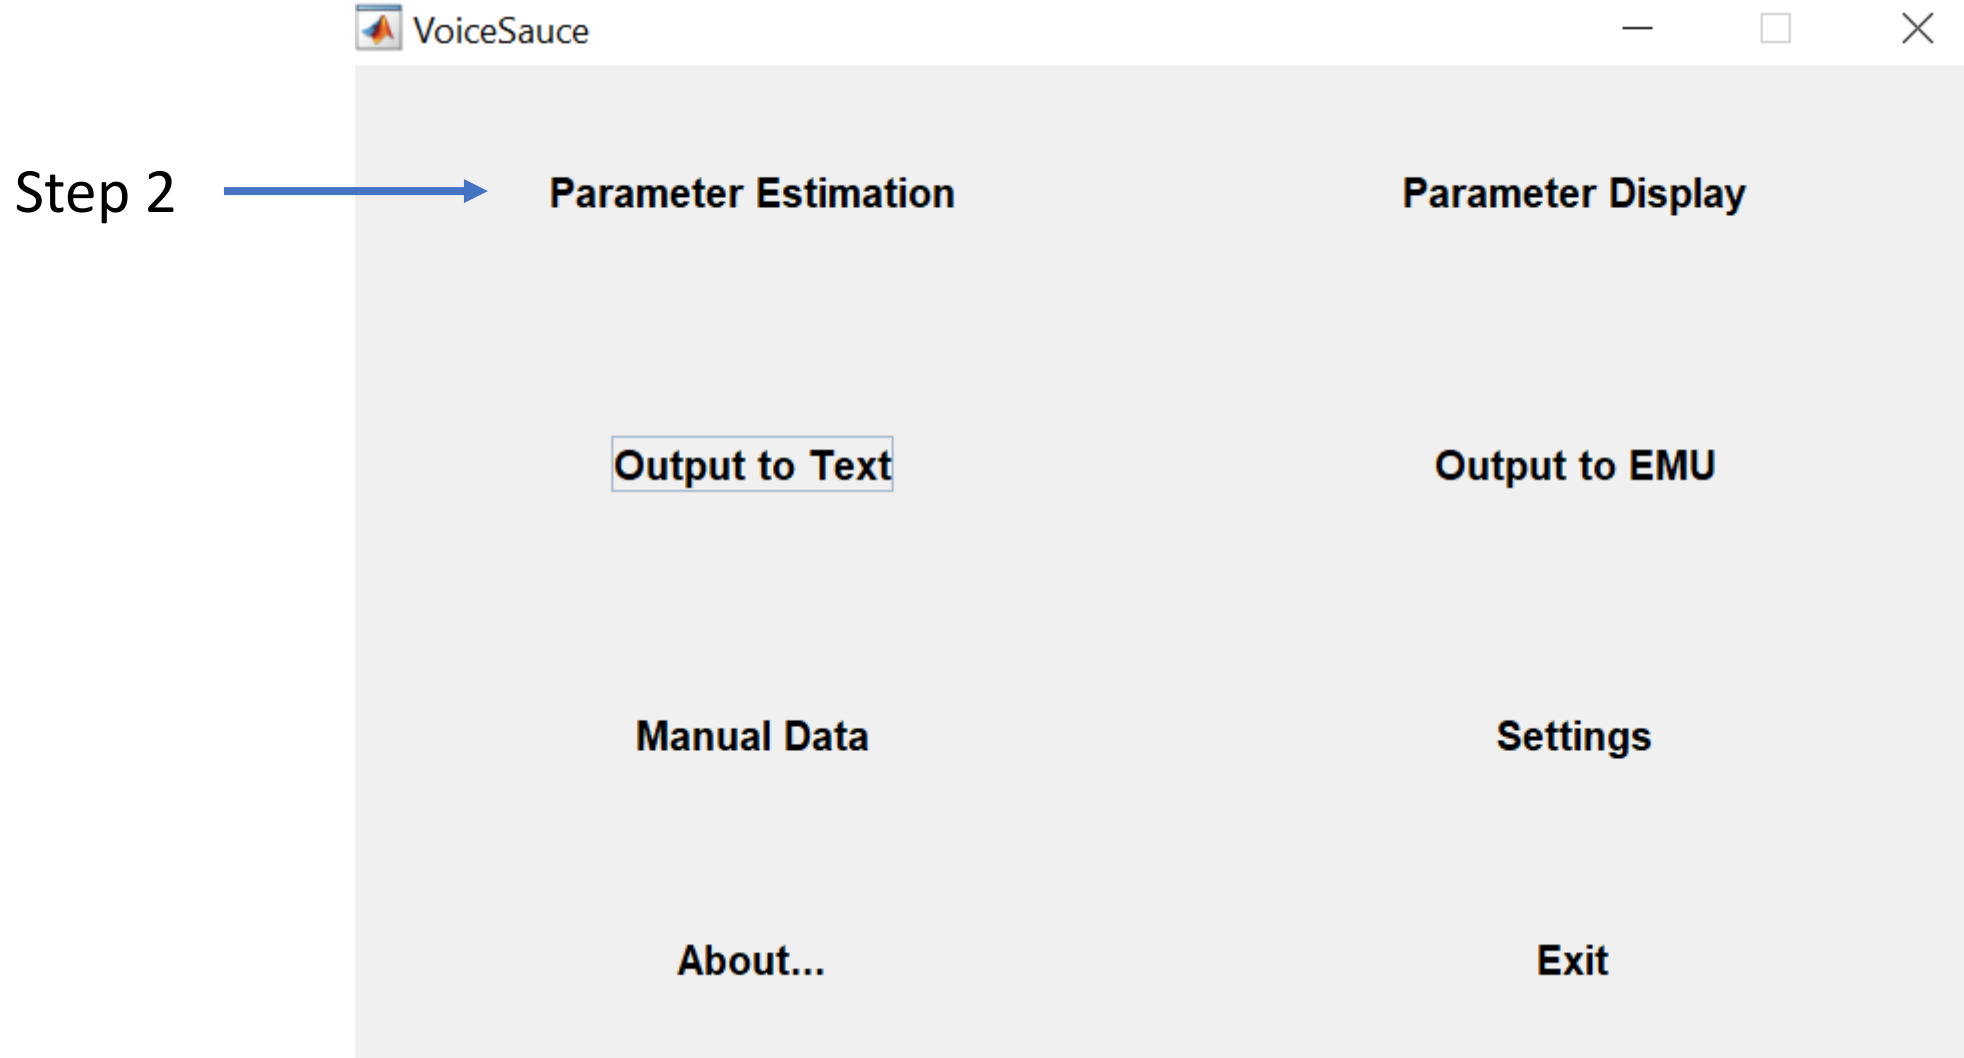 VoiceSauce
Step 2
Parameter Estimation
Parameter Display
Output to Text
Output to EMU
Manual Data
Settings
About...
Exit